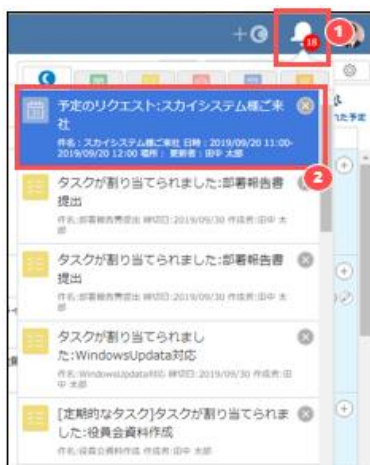 18
1
れた予定
予定のリクエスト:スカイシステム様ご来
社
件名：スカイシステム様ご来社 日時：2019/09/20 11:00-
2019/09/20 12:00 場所： 更新者：田中 太郎
2
タスクが割り当てられました:部署報告書
提出
件名:部署報告書提出 締切日:2019/09/30 作成者:田中 太
郎
タスクが割り当てられました:部署報告書
提出
件名:部署報告書提出 締切日:2019/09/30 作成者:田中 太
郎
タスクが割り当てられまし
た:WindowsUpdata対応
件名:WindowsUpdata対応 締切日:2019/09/30 作成者:田
中 太郎
[定期的なタスク]タスクが割り当てられま
した:役員会資料作成
件名:役員会資料作成 作成者:田中 太郎